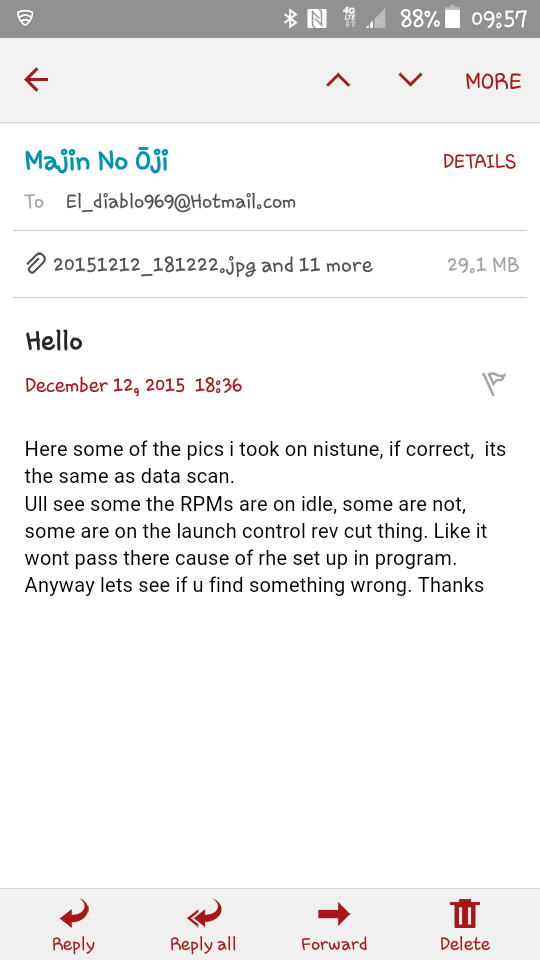 4G LTE 88% 09:57
MORE
Majin No Ōji DETAILS
To El_diablo969@Hotmail.com
20151212_181222.jpg and 11 more 29.1 MB
Hello
December 12, 2015 18:36
Here some of the pics i took on nistune, if correct, its
the same as data scan.
Ull see some the RPMs are on idle, some are not,
some are on the launch control rev cut thing. Like it
wont pass there cause of rhe set up in program.
Anyway lets see if u find something wrong. Thanks
Reply Reply all Forward Delete